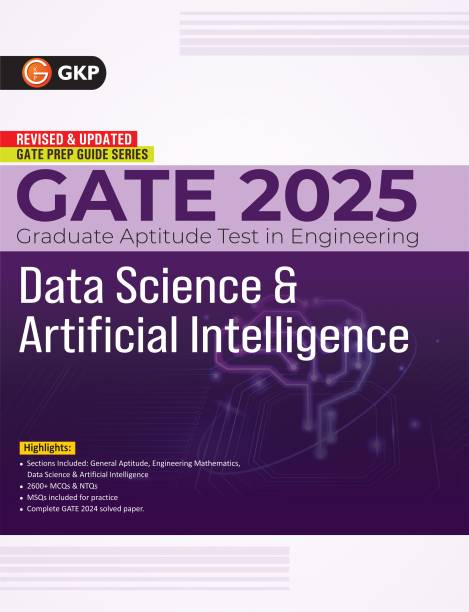 GKP
REVISED & UPDATED
GATE PREP GUIDE SERIES
GATE 2025
Graduate Aptitude Test in Engineering
Data Science &
Artificial Intelligence
Highlights:
• Sections Included: General Aptitude, Engineering Mathematics,
Data Science & Artificial Intelligence
• 2600+ MCQs & NTQs
• MSQs included for practice
• Complete GATE 2024 solved paper.